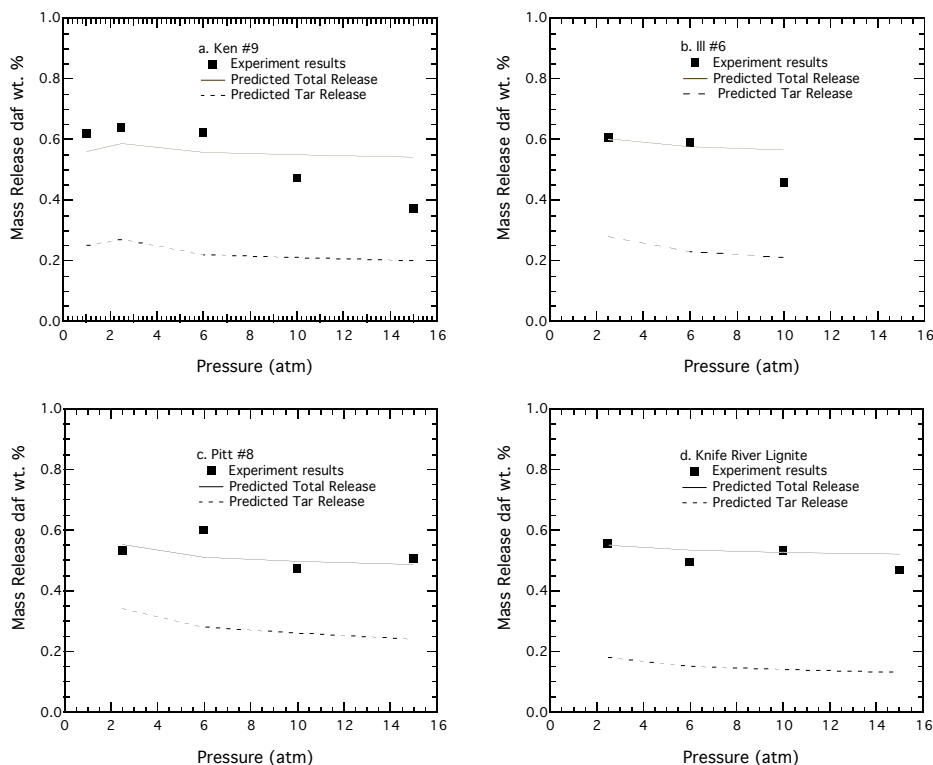 a. Ken #9
Experiment results
Predicted Total Release
Predicted Tar Release
Mass Release daf wt. %
1.0
0.8
0.6
0.4
0.2
0.0
0 2 4 6 8 10 12 14 16
Pressure (atm)
b. Ill #6
Experiment results
Predicted Total Release
Predicted Tar Release
Mass Release daf wt. %
1.0
0.8
0.6
0.4
0.2
0.0
0 2 4 6 8 10 12 14 16
Pressure (atm)
c. Pitt #8
Experiment results
Predicted Total Release
Predicted Tar Release
Mass Release daf wt. %
1.0
0.8
0.6
0.4
0.2
0.0
0 2 4 6 8 10 12 14 16
Pressure (atm)
d. Knife River Lignite
Experiment results
Predicted Total Release
Predicted Tar Release
Mass Release daf wt. %
1.0
0.8
0.6
0.4
0.2
0.0
0 2 4 6 8 10 12 14 16
Pressure (atm)